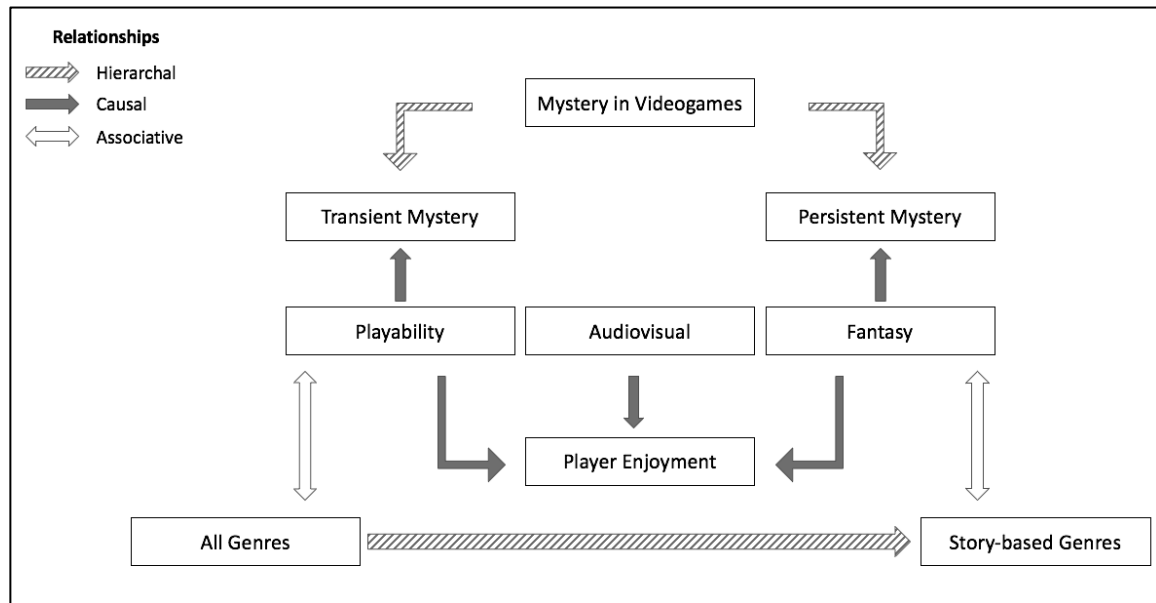 Relationships
Hierarchal
Causal
Associative
Mystery in Videogames
Transient Mystery
Persistent Mystery
Playability
Audiovisual
Fantasy
Player Enjoyment
All Genres
Story-based Genres